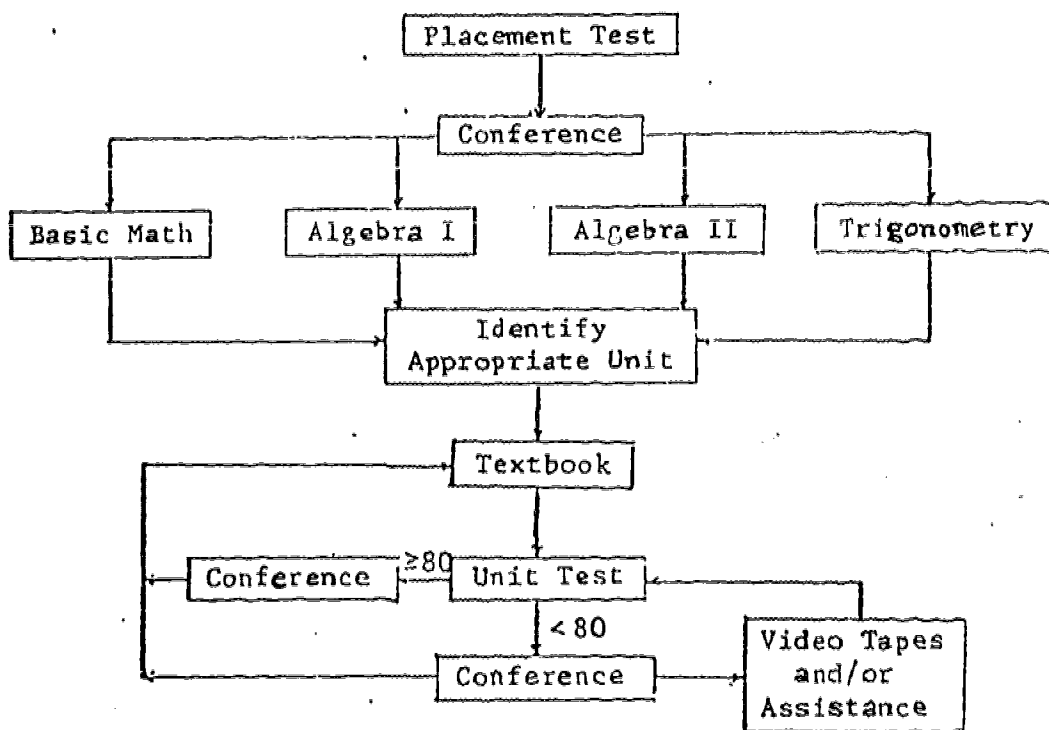 Placement Test
Conference
Basic Math
Algebra I
Algebra II
Trigonometry
Identify
Appropriate Unit
Textbook
Conference
≥80
Unit Test
<80
Conference
Video Tapes
and/or
Assistance